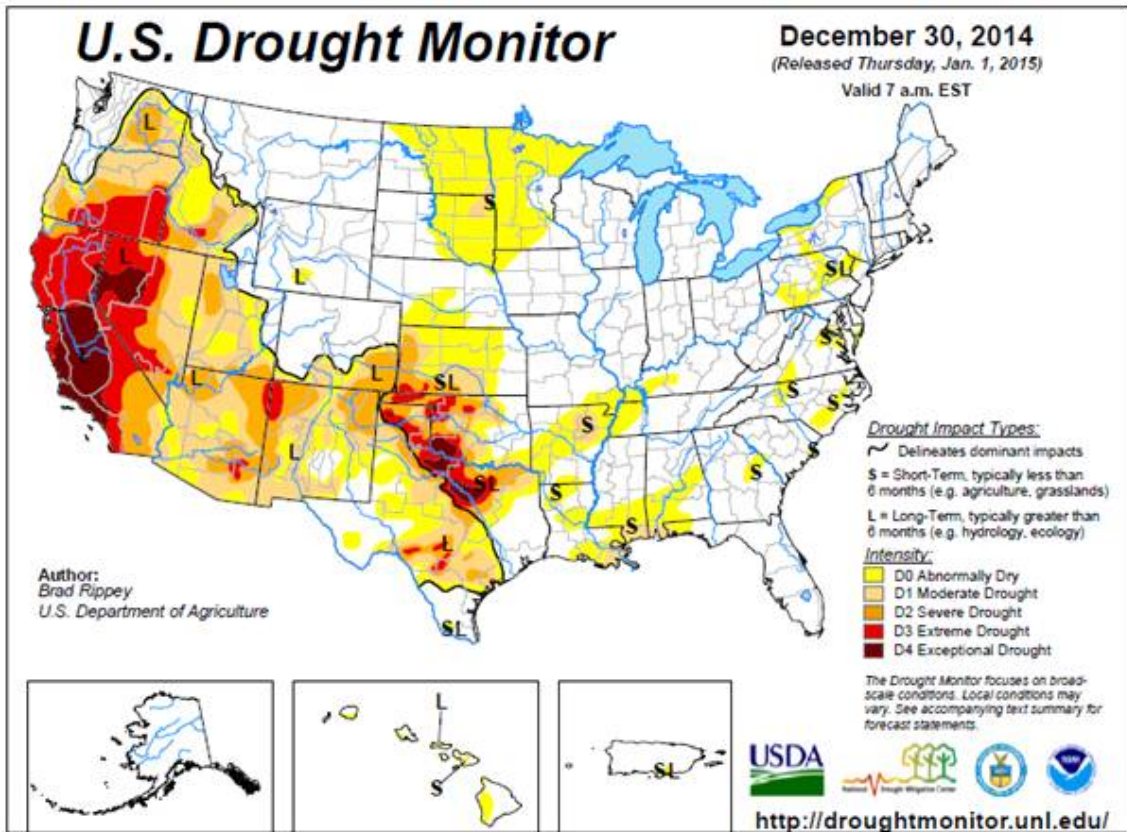 U.S. Drought Monitor
December 30, 2014
(Released Thursday, Jan. 1, 2015)
Valid 7 a.m. EST
L
S
L
SL
L
L
L
SL
S
S
S
L
SL
S
S
S
L
S
SL
Drought Impact Types:
Delineates dominant impacts
S = Short-Term, typically less than
6 months (e.g. agriculture, grasslands)
L = Long-Term, typically greater than
6 months (e.g. hydrology, ecology)
Intensity:
D0 Abnormally Dry
D1 Moderate Drought
D2 Severe Drought
D3 Extreme Drought
D4 Exceptional Drought
Author:
Brad Rippey
U.S. Department of Agriculture
The Drought Monitor focuses on broad-
scale conditions. Local conditions may
vary. See accompanying text summary for
forecast statements.
L
S
SL
USDA
National Drought Mitigation Center
http://droughtmonitor.unl.edu/